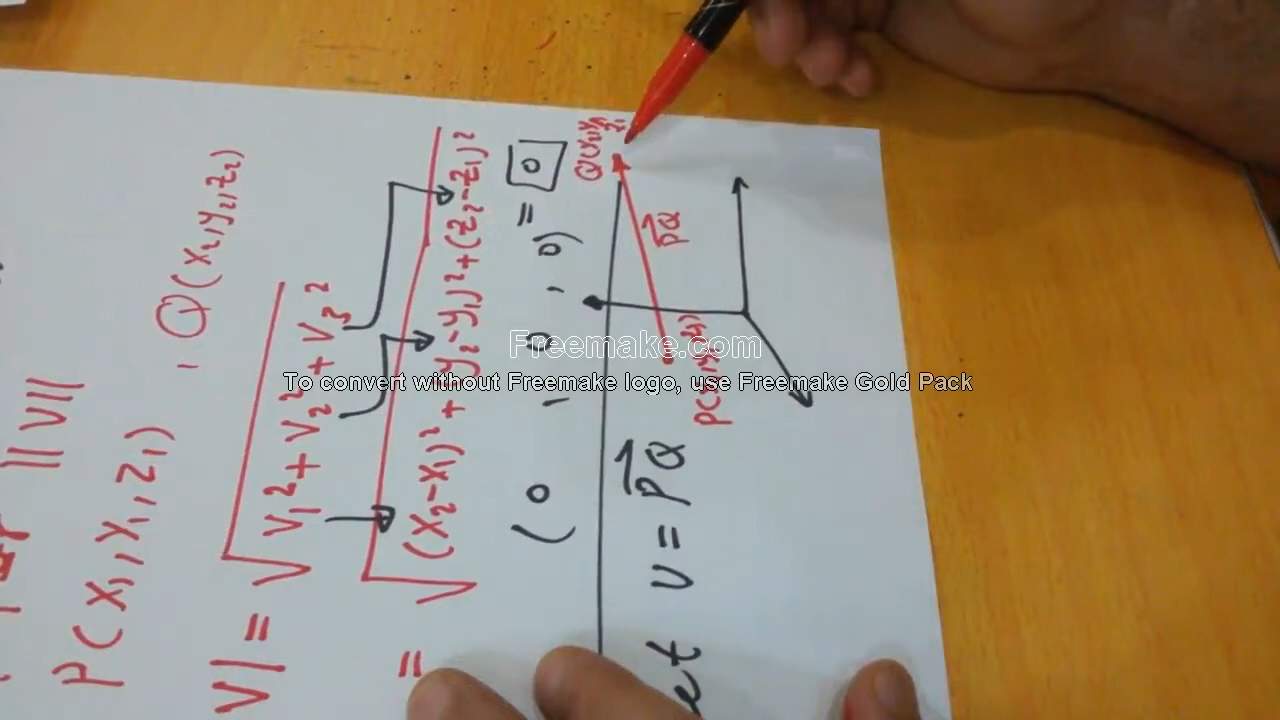 || V ||
P(x₁, y₁, z₁) , Q(x₂, y₂, z₂)
V| = √(v₁² + v₂² + v₃²)
= √((x₂-x₁)² + (y₂-y₁)² + (z₂-z₁)²)
(0 , 0 , 0) = 0
et v = PQ
PQ
Freemake.com
To convert without Freemake logo, use Freemake Gold Pack